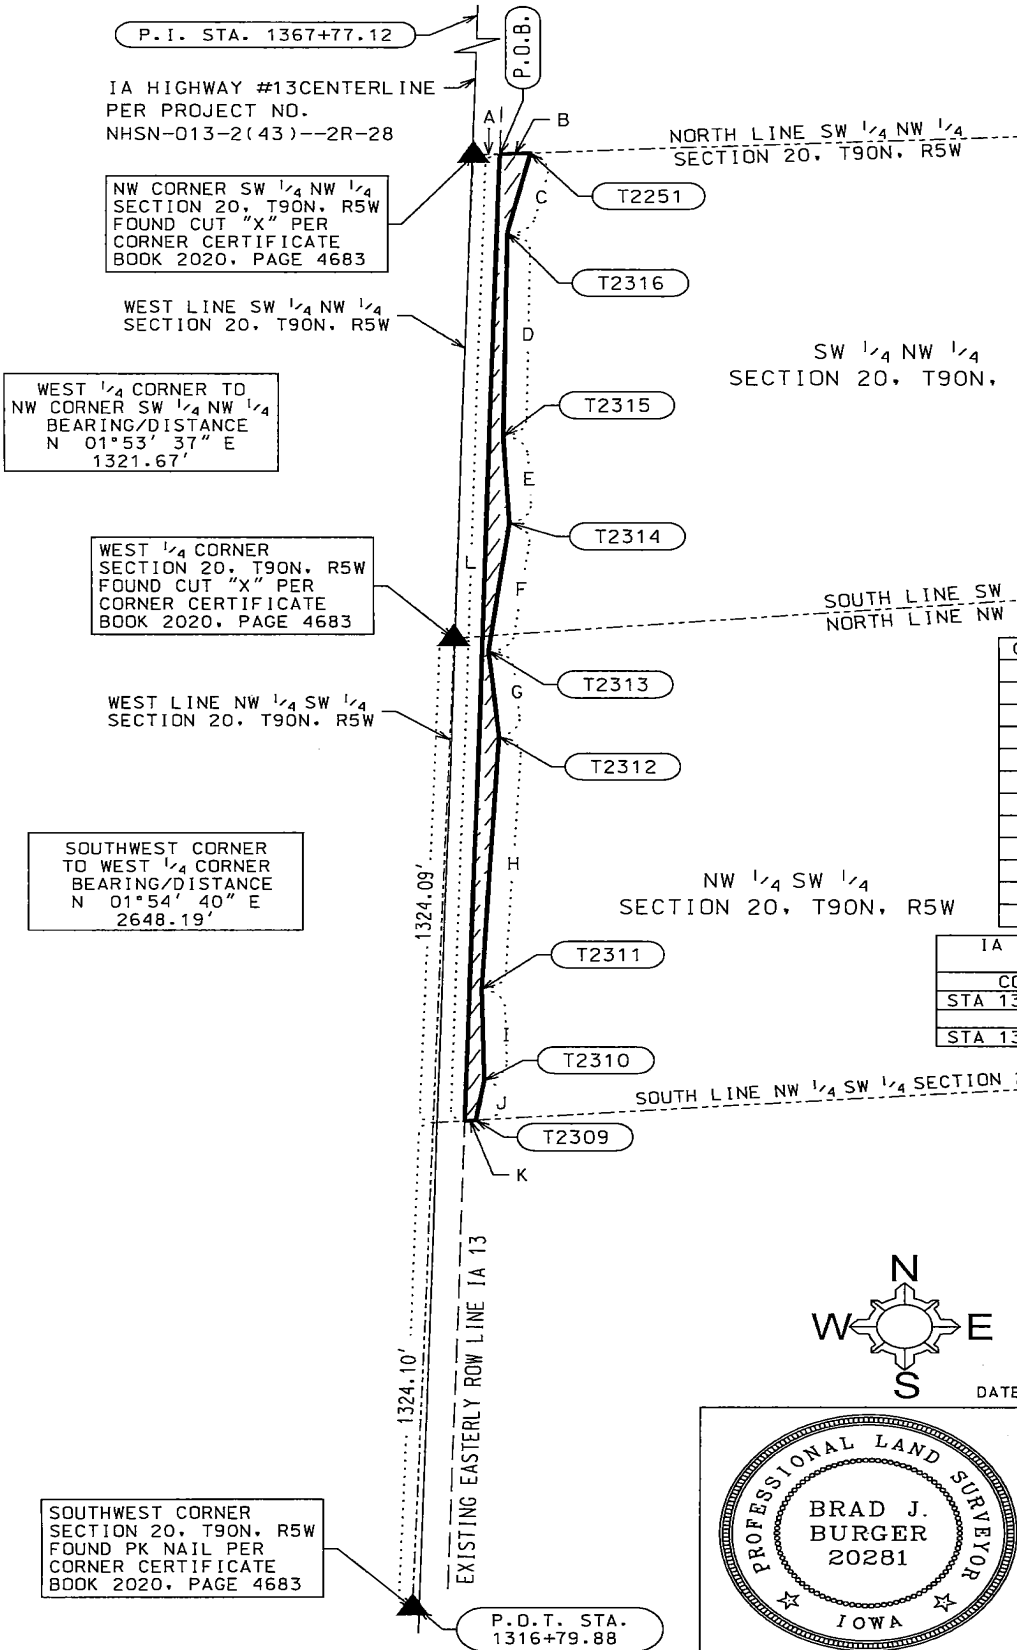 P.I. STA. 1367+77.12
P.O.B.
IA HIGHWAY #13CENTERLINE
PER PROJECT NO.
NHSN-013-2(43)--2R-28
A
B
NORTH LINE SW 1/4 NW 1/4
SECTION 20, T90N, R5W
NW CORNER SW 1/4 NW 1/4
SECTION 20, T90N, R5W
FOUND CUT "X" PER
CORNER CERTIFICATE
BOOK 2020, PAGE 4683
C
T2251
T2316
WEST LINE SW 1/4 NW 1/4
SECTION 20, T90N, R5W
D
SW 1/4 NW 1/4
SECTION 20, T90N,
WEST 1/4 CORNER TO
NW CORNER SW 1/4 NW 1/4
BEARING/DISTANCE
N 01°53' 37" E
1321.67'
T2315
E
T2314
WEST 1/4 CORNER
SECTION 20, T90N, R5W
FOUND CUT "X" PER
CORNER CERTIFICATE
BOOK 2020, PAGE 4683
L
F
SOUTH LINE SW
NORTH LINE NW
T2313
G
WEST LINE NW 1/4 SW 1/4
SECTION 20, T90N, R5W
T2312
SOUTHWEST CORNER
TO WEST 1/4 CORNER
BEARING/DISTANCE
N 01°54' 40" E
2648.19'
1324.09'
H
NW 1/4 SW 1/4
SECTION 20, T90N, R5W
T2311
IA
CO
STA 13
STA 13
I
T2310
J
SOUTH LINE NW 1/4 SW 1/4 SECTION
T2309
K
EXISTING EASTERLY ROW LINE IA 13
1324.10'
N
W
E
S
DATE
PROFESSIONAL LAND SURVEYOR
BRAD J.
BURGER
20281
IOWA
SOUTHWEST CORNER
SECTION 20, T90N, R5W
FOUND PK NAIL PER
CORNER CERTIFICATE
BOOK 2020, PAGE 4683
P.O.T. STA.
1316+79.88